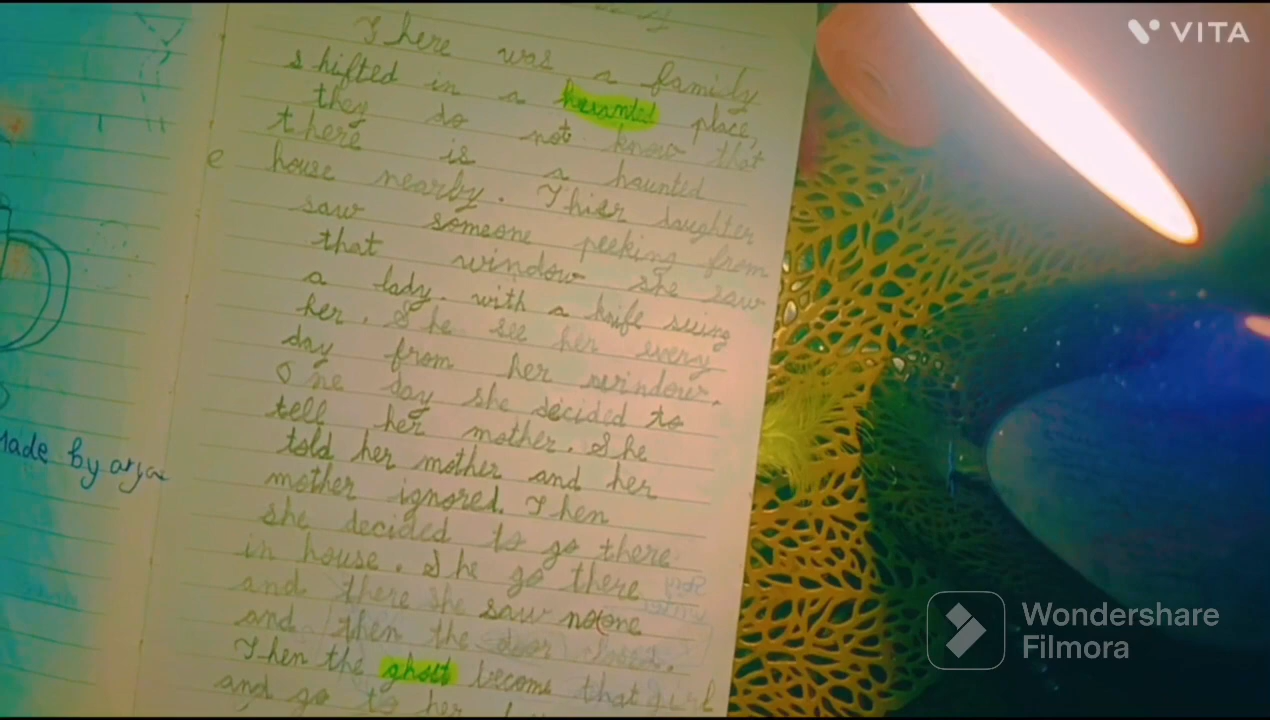 There was a family
shifted in a haunted place,
they do not know that
there is a haunted
house nearby. Thier daughter
saw someone peeking from
that window she saw
a lady. with a knife seeing
her. She see her every
day from her window.
One day she decided to
tell her mother. She
told her mother and her
mother ignored. Then
she decided to go there
in house. She go there
and there she saw noone
and then the door
Then the ghost become that girl
and go to her
e
made by arya
VITA
Wondershare
Filmora